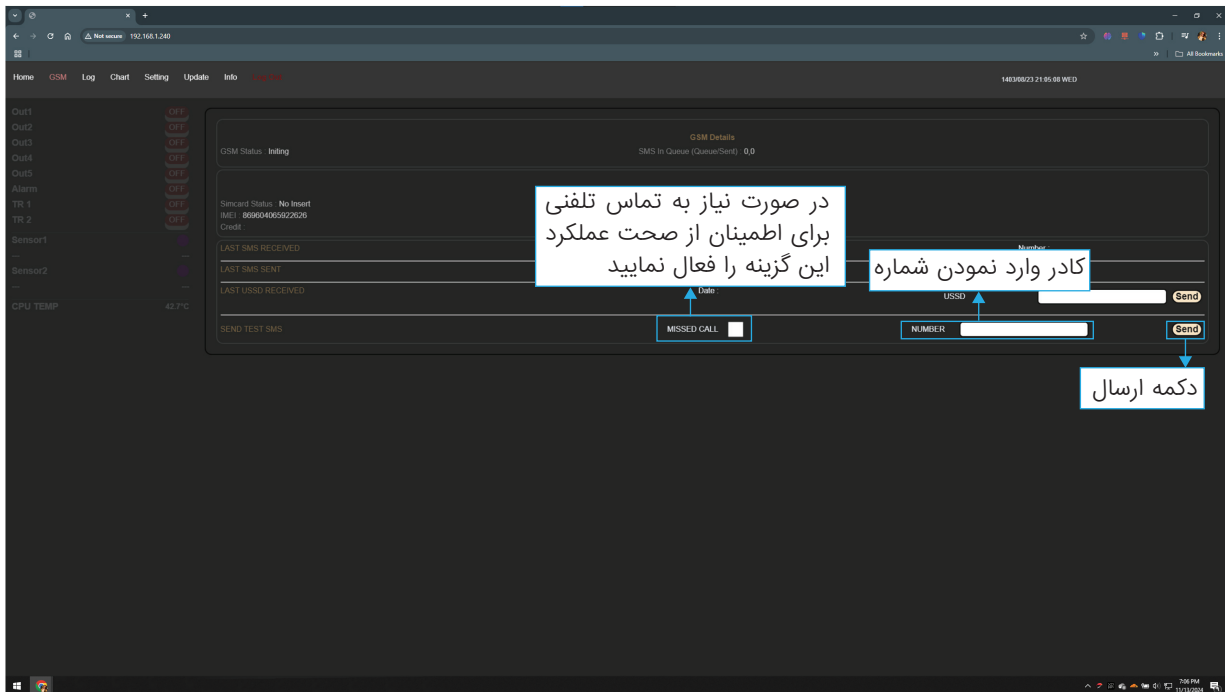 Not secure 192.168.1.240
All Bookmarks
Home GSM Log Chart Setting Update Info
1403/08/23 21:05:08 WED
Out1 OFF
Out2 OFF
Out3 OFF
Out4 OFF
Out5 OFF
Alarm OFF
TR 1 OFF
TR 2 OFF
Sensor1
---
Sensor2
---
CPU TEMP 42.7°C
GSM Details
GSM Status : Initing SMS In Queue (Queue/Sent) : 0,0
Simcard Status : No Insert
IMEI : 869604065922626
Credit :
LAST SMS RECEIVED Number :
LAST SMS SENT
LAST USSD RECEIVED Date : USSD Send
SEND TEST SMS MISSED CALL NUMBER Send
در صورت نیاز به تماس تلفنی
برای اطمینان از صحت عملکرد
این گزینه را فعال نمایید
کادر وارد نمودن شماره
دکمه ارسال
7:06 PM
11/13/2024